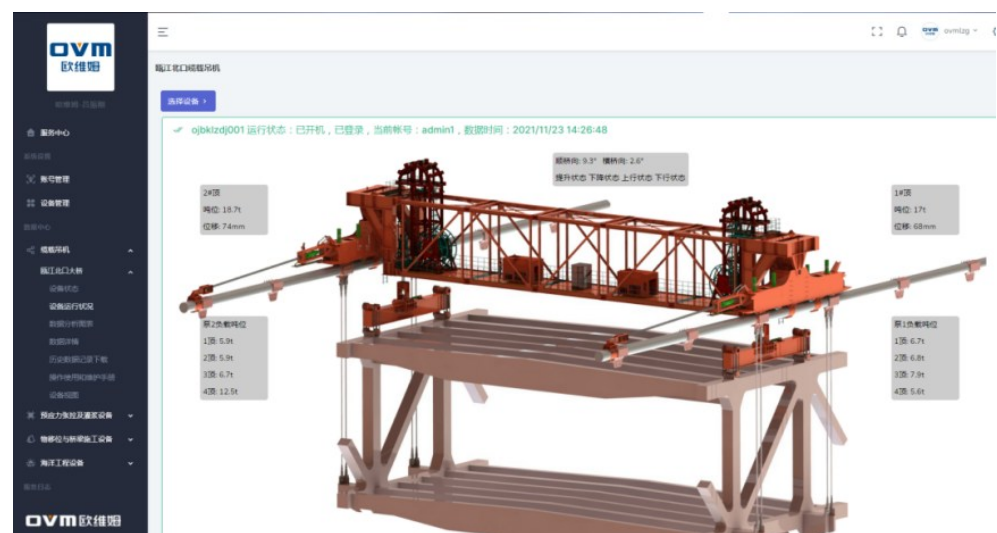 OVM
欧维姆
ovmlzg
瓯江北口缆载吊机
选择设备
服务中心
账号管理
设备管理
数据中心
缆载吊机
瓯江北口大桥
设备状态
设备运行状况
数据分析图表
数据详情
历史数据记录下载
操作使用和维护手册
设备视图
预应力张拉及灌浆设备
物移位与桥梁施工设备
海洋工程设备
OVM欧维姆
ojbklzdj001 运行状态：已开机，已登录，当前帐号：admin1，数据时间：2021/11/23 14:26:48
顺桥向: 9.3° 横桥向: 2.6°
提升状态 下降状态 上行状态 下行状态
2#顶
吨位: 16.7t
位移: 74mm
1#顶
吨位: 17t
位移: 68mm
泵2负载吨位
1顶: 5.9t
2顶: 5.9t
3顶: 6.7t
4顶: 12.5t
泵1负载吨位
1顶: 6.7t
2顶: 6.8t
3顶: 7.9t
4顶: 5.6t